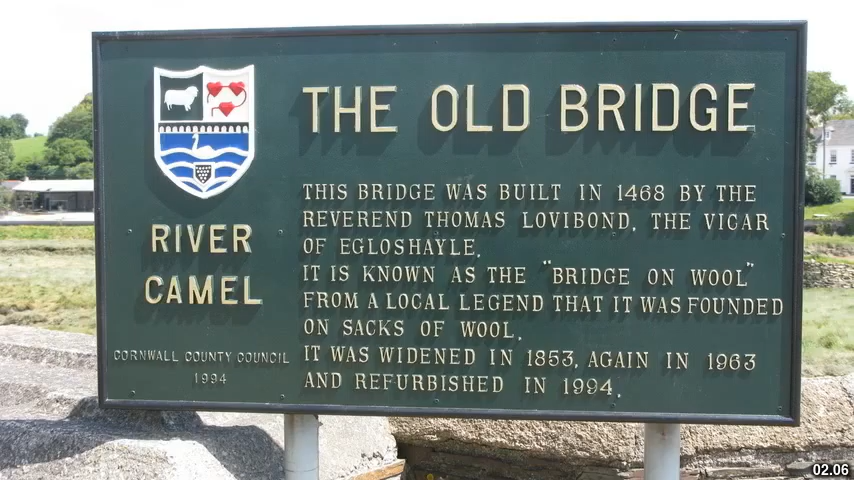 THE OLD BRIDGE
THIS BRIDGE WAS BUILT IN 1468 BY THE
REVEREND THOMAS LOVIBOND, THE VICAR
OF EGLOSHAYLE.
IT IS KNOWN AS THE "BRIDGE ON WOOL"
FROM A LOCAL LEGEND THAT IT WAS FOUNDED
ON SACKS OF WOOL.
IT WAS WIDENED IN 1853, AGAIN IN 1963
AND REFURBISHED IN 1994.
RIVER
CAMEL
CORNWALL COUNTY COUNCIL
1994
02.06